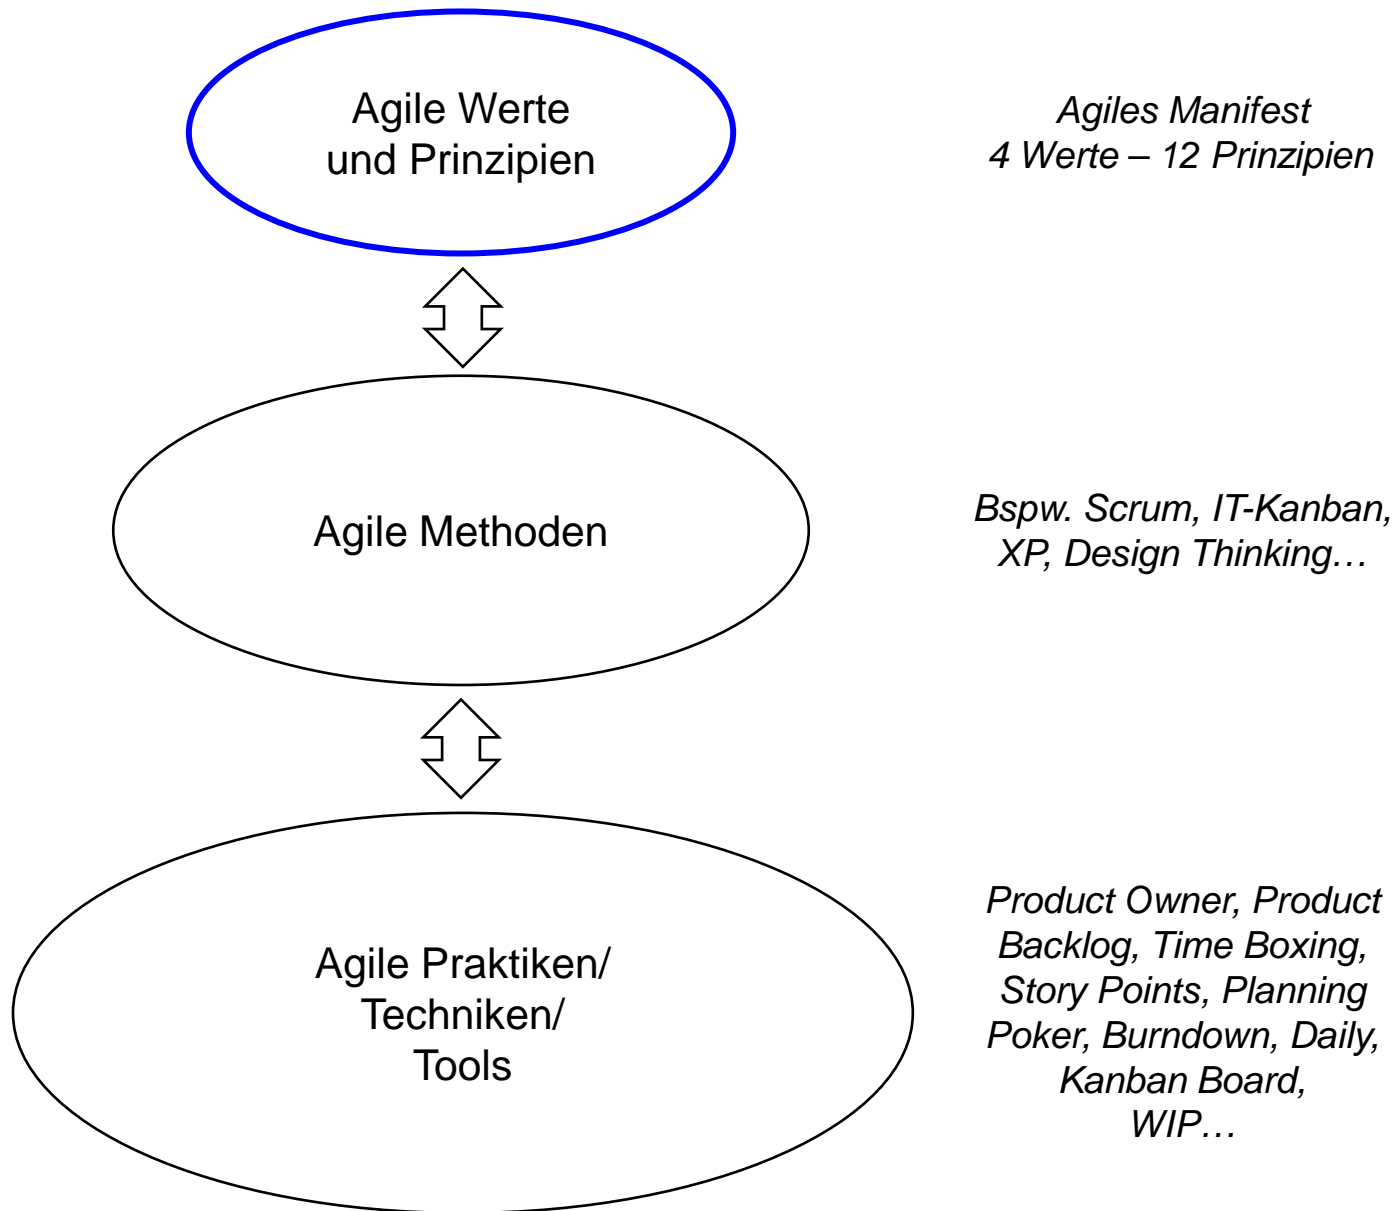 Agile Werte
und Prinzipien
Agiles Manifest
4 Werte – 12 Prinzipien
Agile Methoden
Bspw. Scrum, IT-Kanban,
XP, Design Thinking…
Agile Praktiken/
Techniken/
Tools
Product Owner, Product
Backlog, Time Boxing,
Story Points, Planning
Poker, Burndown, Daily,
Kanban Board,
WIP…